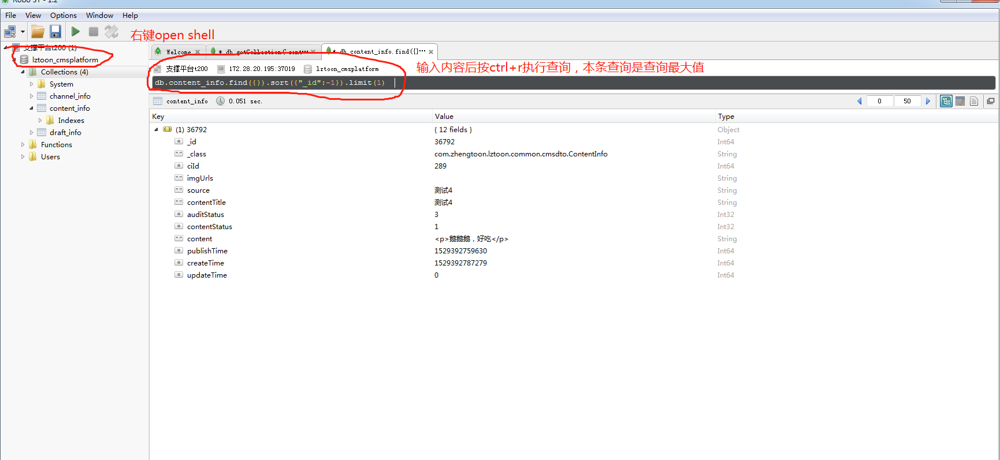 Robo 3T - 1.2
File View Options Window Help
右键open shell
支撑平台t200 (1)
lztoon_cmsplatform
Collections (4)
System
channel_info
content_info
Indexes
draft_info
Functions
Users
Welcome * db.getCollection('cont... * db.content_info.find({}...
支撑平台t200 172.28.20.195:37019 lztoon_cmsplatform
输入内容后按ctrl+r执行查询，本条查询是查询最大值
db.content_info.find({}).sort({"_id":-1}).limit(1)
content_info 0.051 sec. 0 50
Key Value Type
(1) 36792 { 12 fields } Object
_id 36792 Int64
_class com.zhengtoon.lztoon.common.cmsdto.ContentInfo String
ciId 289 Int64
imgUrls String
source 测试4 String
contentTitle 测试4 String
auditStatus 3 Int32
contentStatus 1 Int32
content <p>鹅鹅鹅，好吃</p> String
publishTime 1529392759630 Int64
createTime 1529392787279 Int64
updateTime 0 Int64